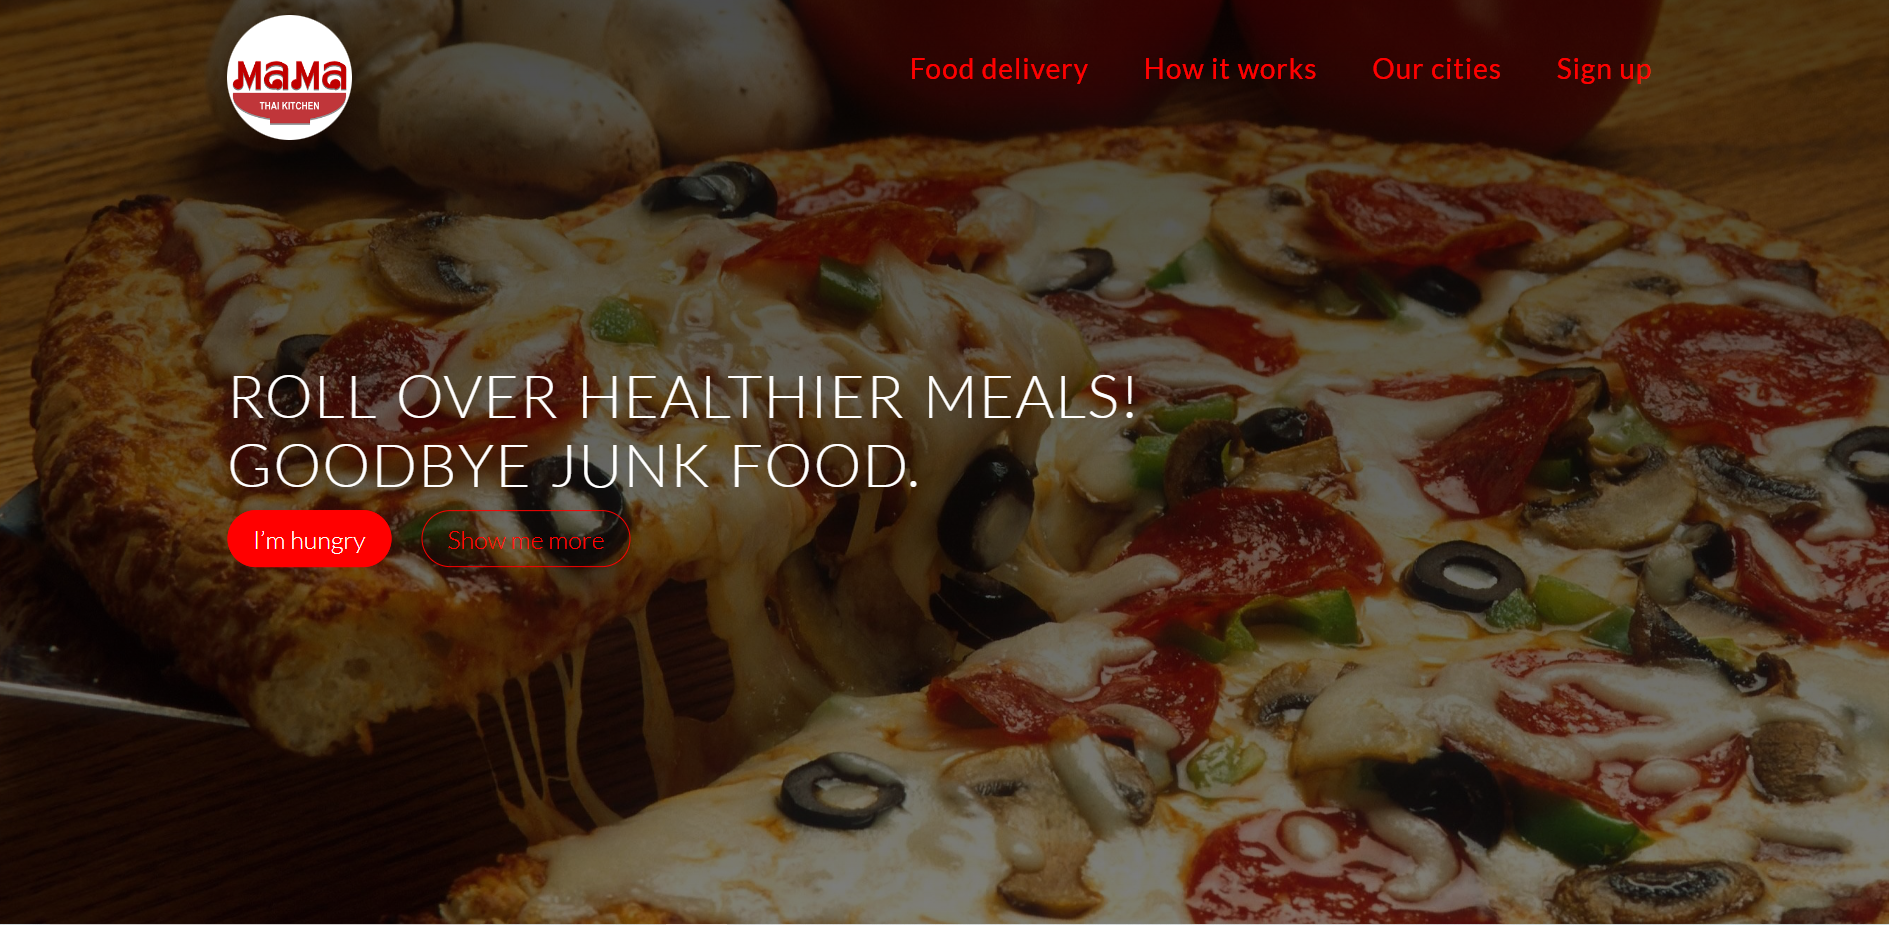 MaMa
THAI KITCHEN
Food delivery
How it works
Our cities
Sign up
ROLL OVER HEALTHIER MEALS!
GOODBYE JUNK FOOD.
I'm hungry
Show me more